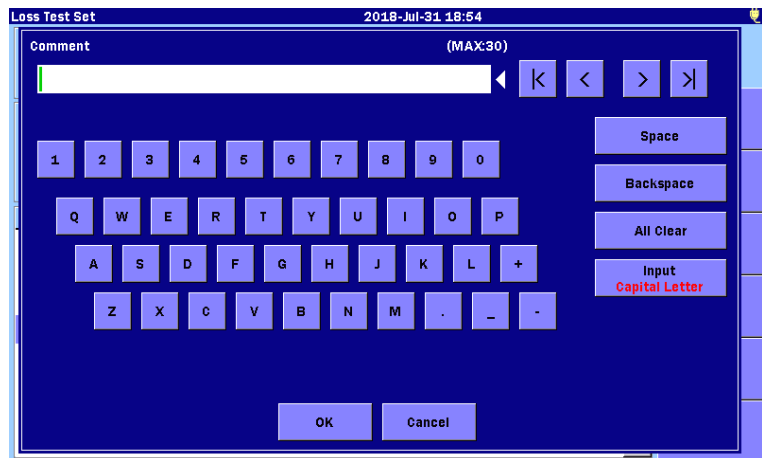 Loss Test Set 2018-Jul-31 18:54
Comment (MAX:30)
|< < > >|
Space
1 2 3 4 5 6 7 8 9 0
Backspace
Q W E R T Y U I O P
All Clear
A S D F G H J K L +
Input
Capital Letter
Z X C V B N M . _ -
OK Cancel